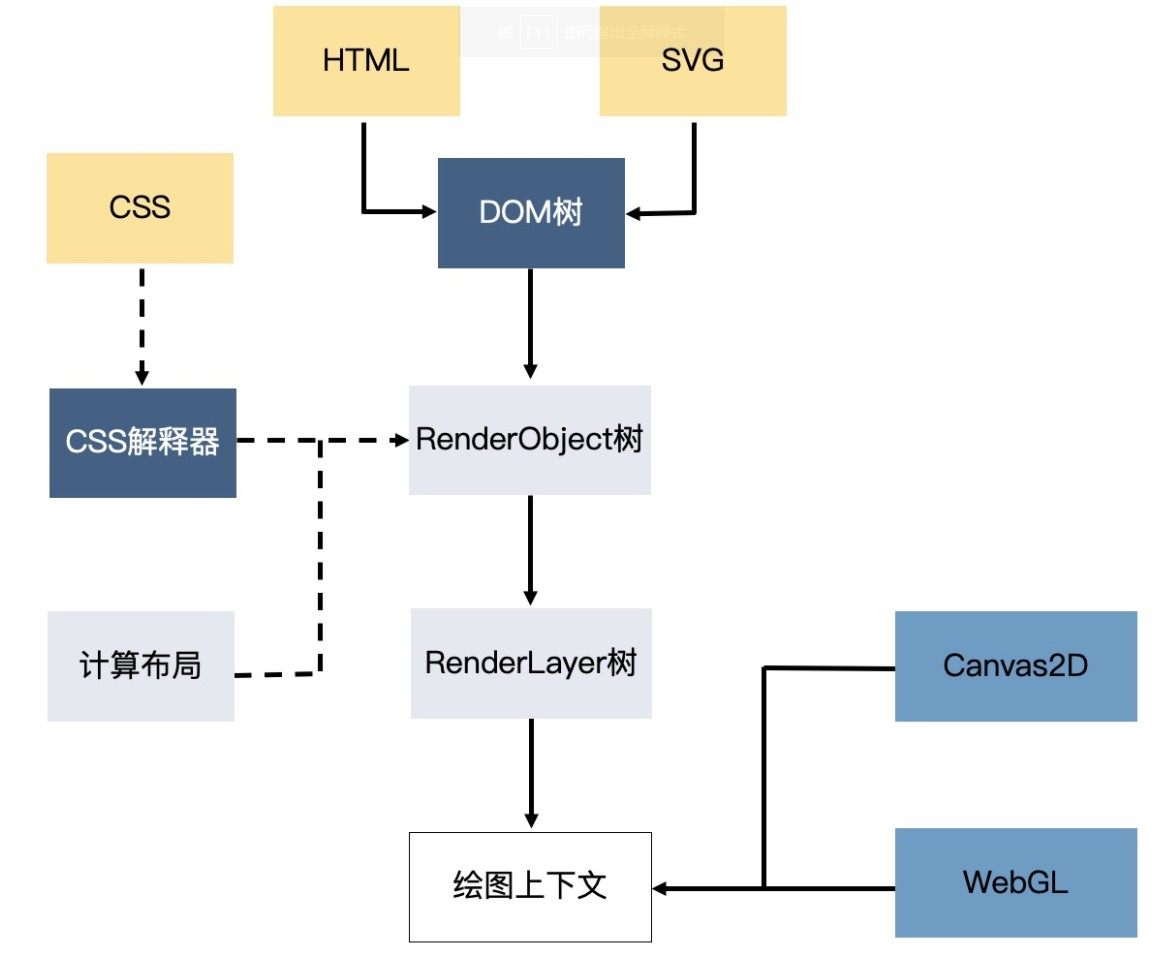 按 F11 即可退出全屏模式
HTML
SVG
CSS
DOM树
CSS解释器
RenderObject树
计算布局
RenderLayer树
Canvas2D
绘图上下文
WebGL